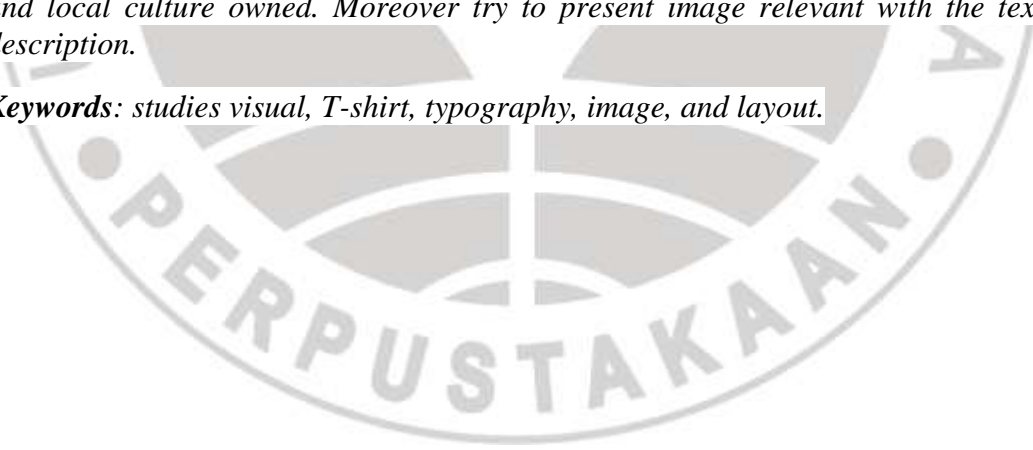 and local culture owned. Moreover try to present image relevant with the tex
description.
Keywords: studies visual, T-shirt, typography, image, and layout.
A
PERPUSTAKAAN